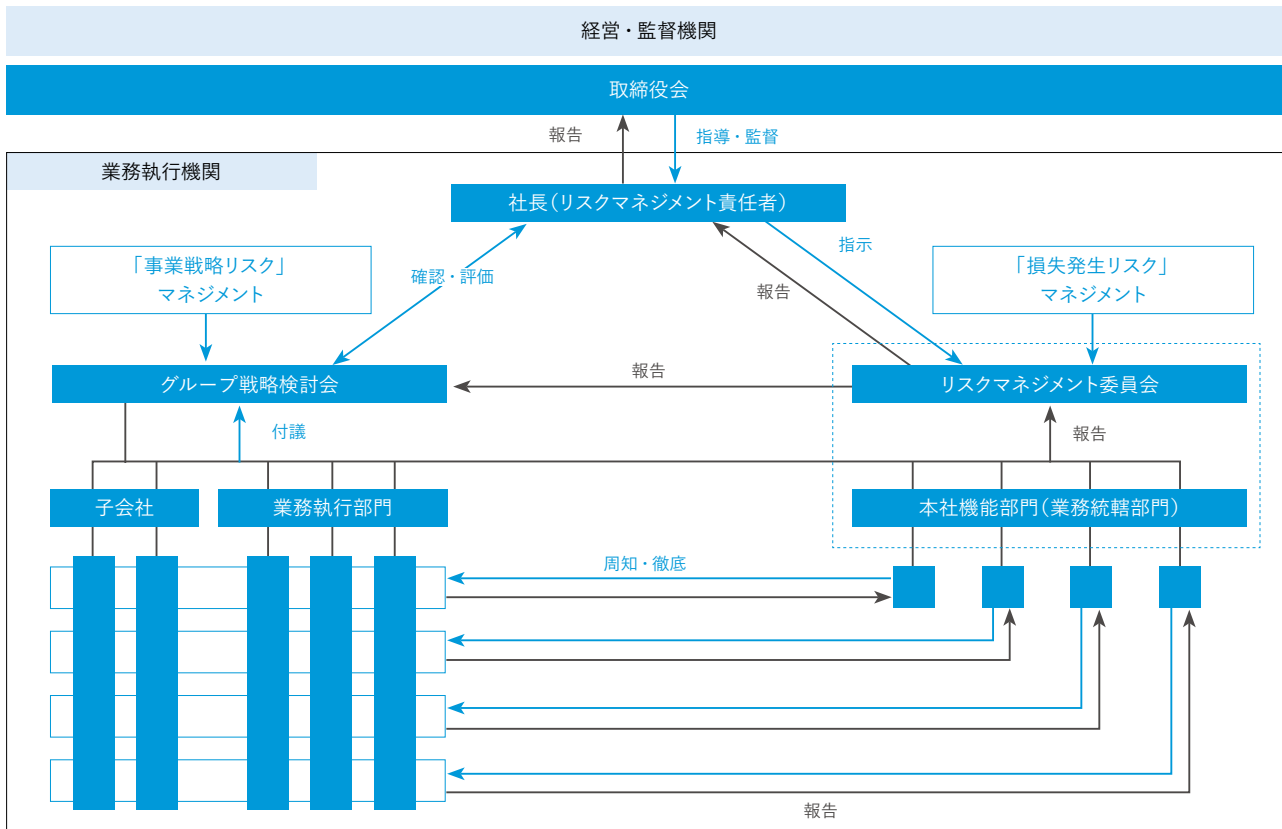 経営・監督機関
取締役会
報告
指導・監督
業務執行機関
社長(リスクマネジメント責任者)
「事業戦略リスク」
マネジメント
確認・評価
指示
報告
「損失発生リスク」
マネジメント
グループ戦略検討会
報告
リスクマネジメント委員会
付議
報告
子会社
業務執行部門
本社機能部門(業務統轄部門)
周知・徹底
報告